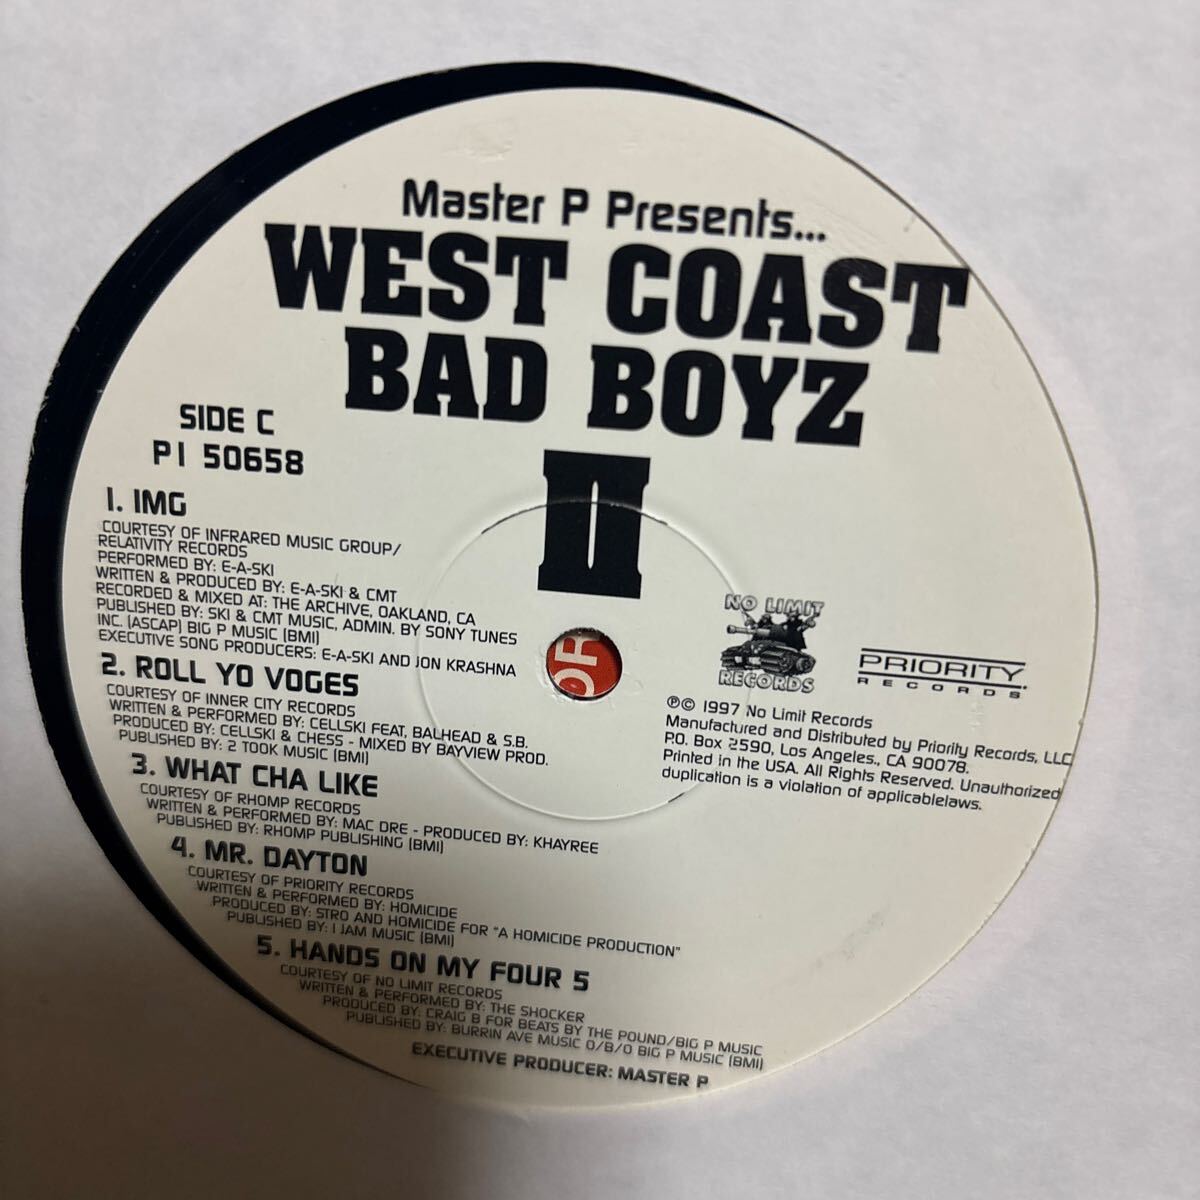 Master P Presents...
WEST COAST
BAD BOYZ
II
SIDE C
P1 50658
1. IMG
COURTESY OF INFRARED MUSIC GROUP/
RELATIVITY RECORDS
PERFORMED BY: E-A-SKI
WRITTEN & PRODUCED BY: E-A-SKI & CMT
RECORDED & MIXED AT: THE ARCHIVE, OAKLAND, CA
PUBLISHED BY: SKI & CMT MUSIC, ADMIN. BY SONY TUNES
INC. (ASCAP) BIG P MUSIC (BMI)
EXECUTIVE SONG PRODUCERS: E-A-SKI AND JON KRASHNA
2. ROLL YO VOGES
COURTESY OF INNER CITY RECORDS
WRITTEN & PERFORMED BY: CELLSKI FEAT, BALHEAD & S.B.
PRODUCED BY: CELLSKI & CHESS - MIXED BY BAYVIEW PROD.
PUBLISHED BY: 2 TOOK MUSIC (BMI)
3. WHAT CHA LIKE
COURTESY OF RHOMP RECORDS
WRITTEN & PERFORMED BY: MAC DRE - PRODUCED BY: KHAYREE
PUBLISHED BY: RHOMP PUBLISHING (BMI)
4. MR. DAYTON
COURTESY OF PRIORITY RECORDS
WRITTEN & PERFORMED BY: HOMICIDE
PRODUCED BY: STRO AND HOMICIDE FOR "A HOMICIDE PRODUCTION"
PUBLISHED BY: I JAM MUSIC (BMI)
5. HANDS ON MY FOUR 5
COURTESY OF NO LIMIT RECORDS
WRITTEN & PERFORMED BY: THE SHOCKER
PRODUCED BY: CRAIG B FOR BEATS BY THE POUND/BIG P MUSIC
PUBLISHED BY: BURRIN AVE MUSIC O/B/O BIG P MUSIC (BMI)
EXECUTIVE PRODUCER: MASTER P
NO LIMIT
RECORDS
PRIORITY
RECORDS
℗© 1997 No Limit Records
Manufactured and Distributed by Priority Records, LLC
P.O. Box 2590, Los Angeles., CA 90078.
Printed in the USA. All Rights Reserved. Unauthorized
duplication is a violation of applicablelaws.
OR